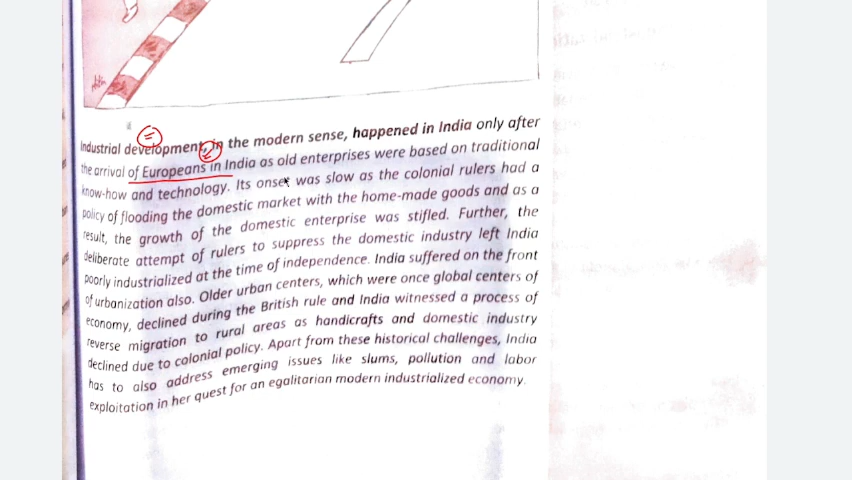 Industrial development, in the modern sense, happened in India only after
the arrival of Europeans in India as old enterprises were based on traditional
know-how and technology. Its onset was slow as the colonial rulers had a
policy of flooding the domestic market with the home-made goods and as a
result, the growth of the domestic enterprise was stifled. Further, the
deliberate attempt of rulers to suppress the domestic industry left India
poorly industrialized at the time of independence. India suffered on the front
of urbanization also. Older urban centers, which were once global centers of
economy, declined during the British rule and India witnessed a process of
reverse migration to rural areas as handicrafts and domestic industry
declined due to colonial policy. Apart from these historical challenges, India
has to also address emerging issues like slums, pollution and labor
exploitation in her quest for an egalitarian modern industrialized economy.